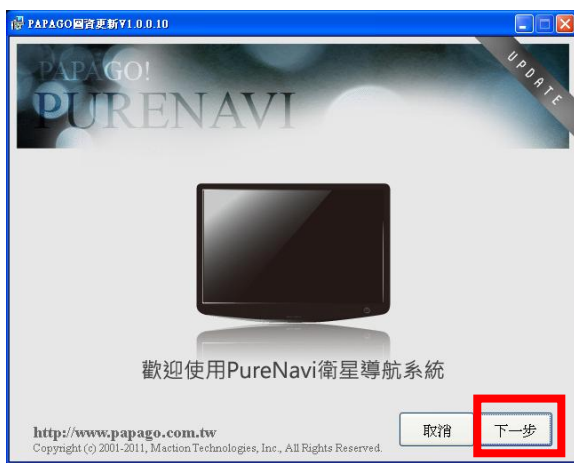 PAPAGO圖資更新V1.0.0.10
UPDATE
PAPAGO!
PURENAVI
歡迎使用PureNavi衛星導航系統
取消
下一步
http://www.papago.com.tw
Copyright (c) 2001-2011, Maction Technologies, Inc., All Rights Reserved.